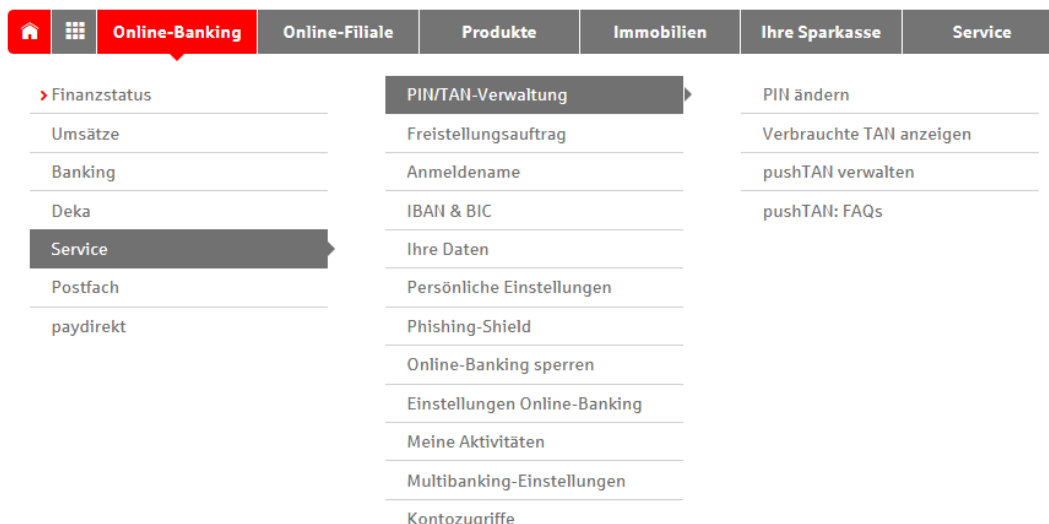 Online-Banking Online-Filiale Produkte Immobilien Ihre Sparkasse Service
Finanzstatus
Umsätze
Banking
Deka
Service
Postfach
paydirekt
PIN/TAN-Verwaltung
Freistellungsauftrag
Anmeldename
IBAN & BIC
Ihre Daten
Persönliche Einstellungen
Phishing-Shield
Online-Banking sperren
Einstellungen Online-Banking
Meine Aktivitäten
Multibanking-Einstellungen
Kontozugriffe
PIN ändern
Verbrauchte TAN anzeigen
pushTAN verwalten
pushTAN: FAQs